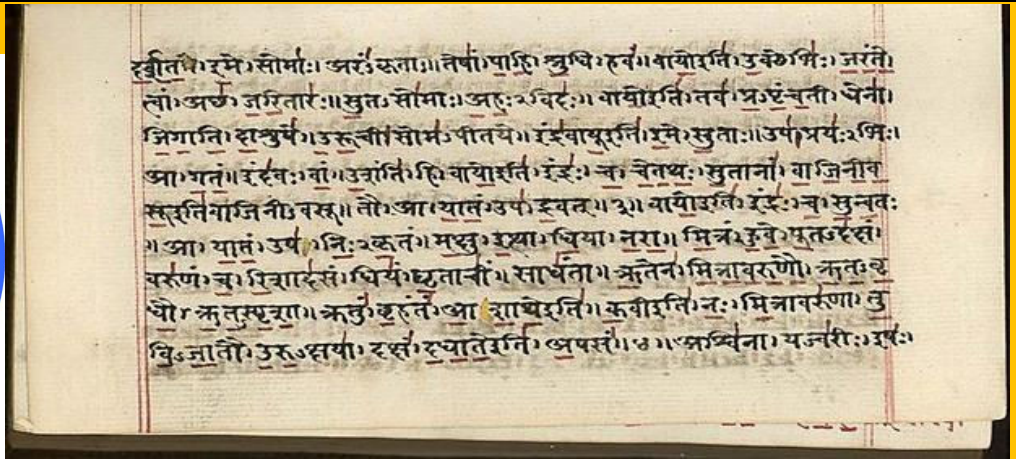 दर्शत। इमे। सोमाः। अरंऽकृताः॥ तेषां। पाहि। श्रुधि। हवं॥ वायोइति। उक्थेभिः। जरंते।
त्वां। अछ। जरितारः॥ सुतऽसोमाः। अहःऽविदः॥ वायोइति। तव। प्रऽपृंचती। धेना।
जिगाति। दाशुषे॥ उरूची। सोमऽपीतये॥ इंद्रवायूइति। इमे। सुताः॥ उप। प्रयःऽभिः।
आ। गतं॥ इंदवः। वां। उशंति। हि। वायोइति। इंद्रः। च। चेतथः। सुतानां। वाजिनीव
सूइतिवाजिनीऽवसू॥ तौ। आ। यातं। उप। द्रवत्॥३॥ वायोइति। इंद्रः। च। सुन्वतः
॥ आ। यातं। उप। निःऽकृतं॥ मक्षु। इत्था। धिया। नरा॥ मित्रं। हुवे। पूतऽदक्षं।
वरुणं। च। रिशादसं। धियं। घृताचीं। साधंता॥ ऋतेन। मित्रावरुणौ। ऋतऽवृ
धौ। ऋतऽस्पृशा॥ क्रतुं। बृहंतं। आशाथेइति॥ कवीइति। नः। मित्रावरुणा। तु
विऽजातौ। उरुऽक्षया। दक्षं। दधातेइति। अपसं॥४॥ अश्विना। यज्वरीः। इषः।